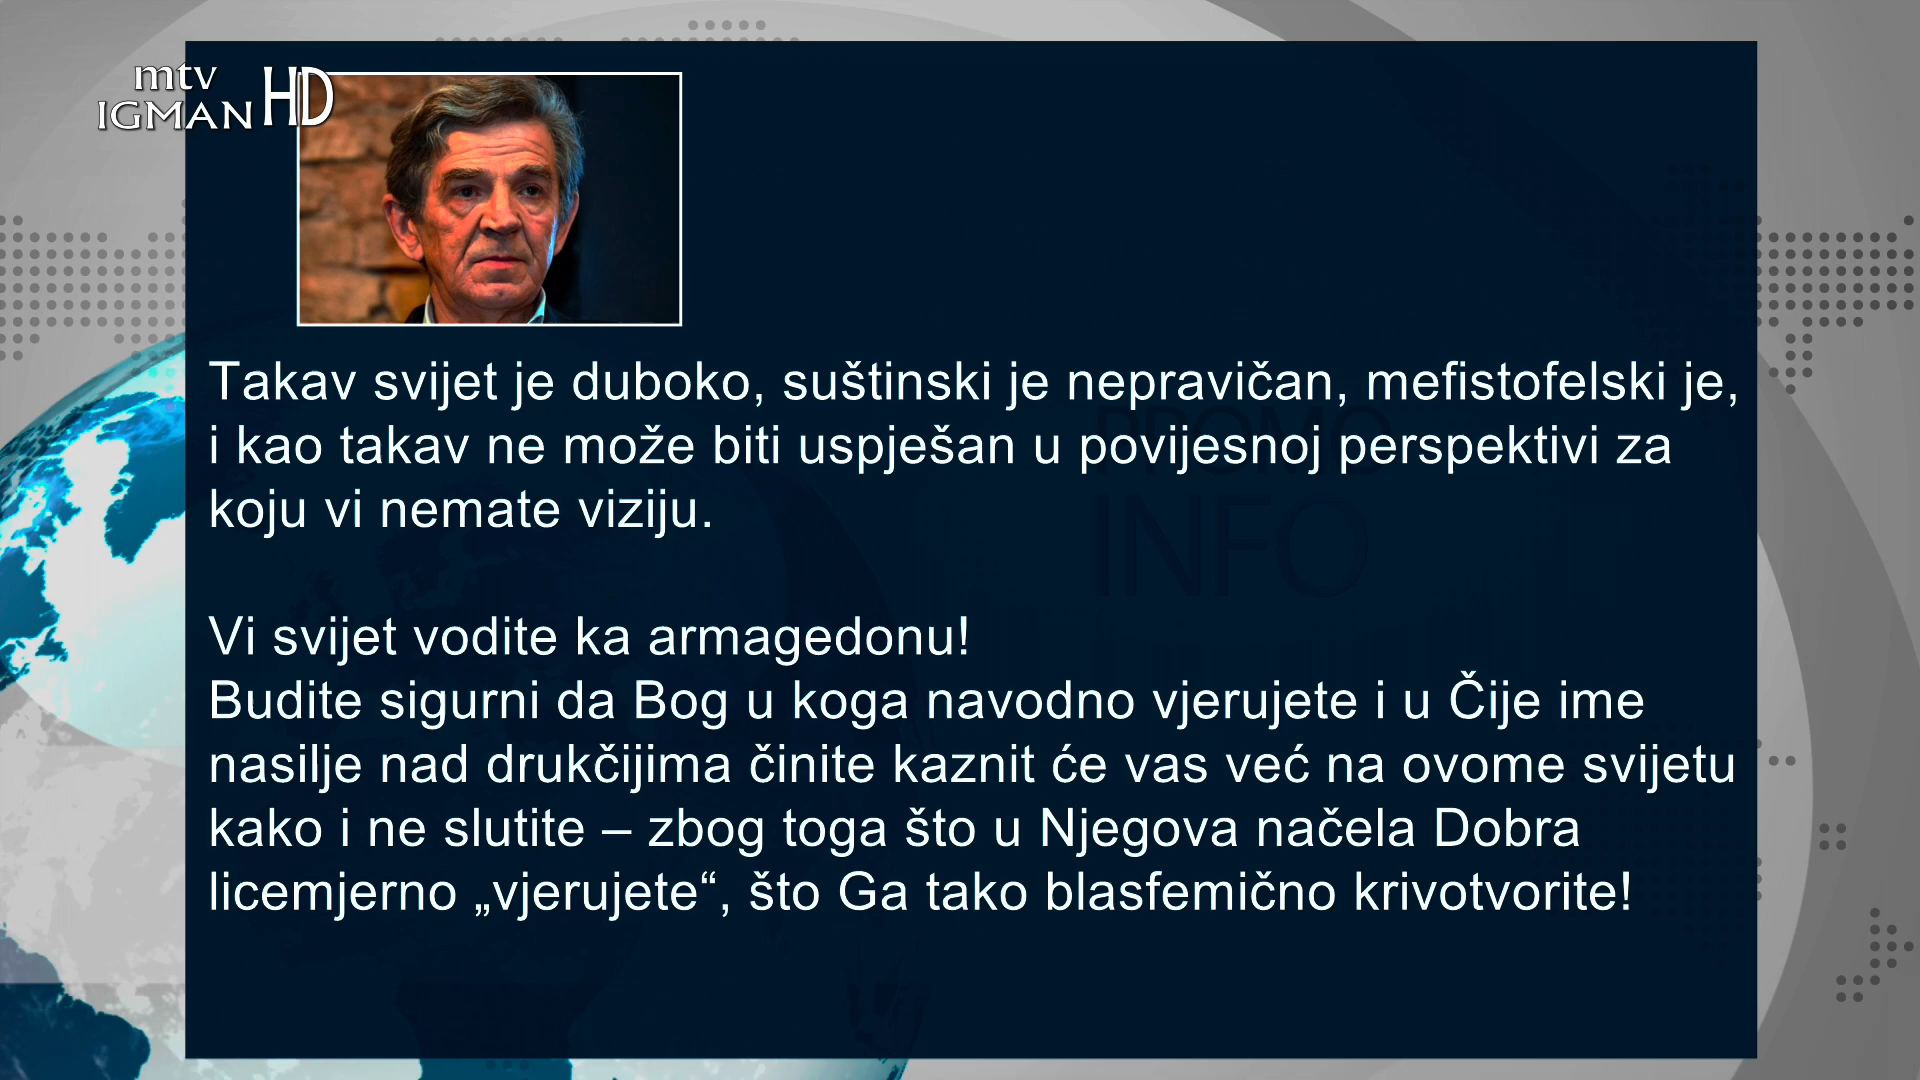 mtv
IGMAN HD
Takav svijet je duboko, suštinski je nepravičan, mefistofelski je,
i kao takav ne može biti uspješan u povijesnoj perspektivi za
koju vi nemate viziju.
PROMO
INFO
Vi svijet vodite ka armagedonu!
Budite sigurni da Bog u koga navodno vjerujete i u Čije ime
nasilje nad drukčijima činite kaznit će vas već na ovome svijetu
kako i ne slutite – zbog toga što u Njegova načela Dobra
licemjerno „vjerujete“, što Ga tako blasfemično krivotvorite!